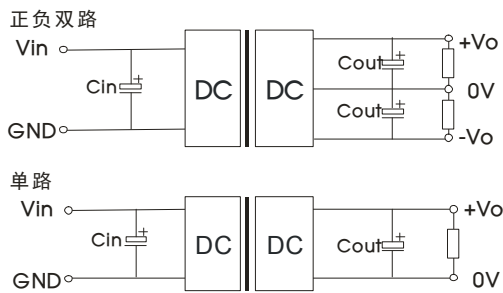 正负双路
Vin
+Vo
Cout
+
Cin
+
DC
DC
0V
Cout
+
GND
-Vo
单路
Vin
+Vo
Cin
+
DC
DC
Cout
+
GND
0V